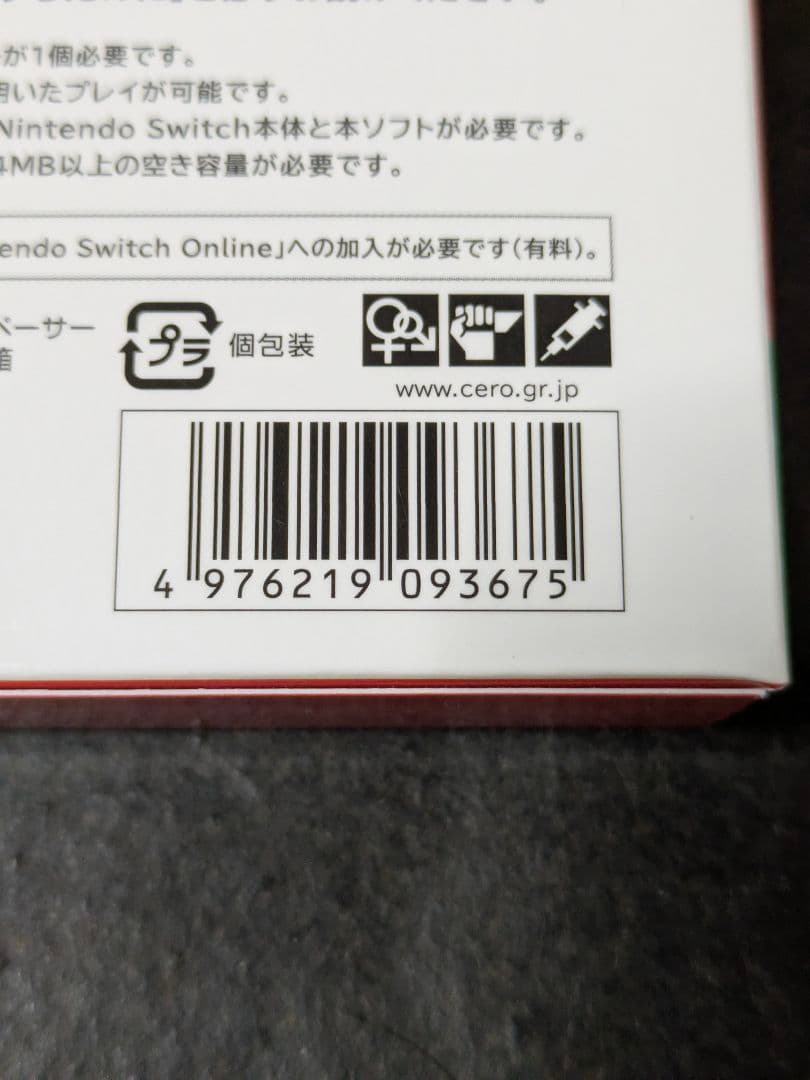 が1個必要です。
用いたプレイが可能です。
Nintendo Switch本体と本ソフトが必要です。
4MB以上の空き容量が必要です。
endo Switch Online」への加入が必要です(有料)。
ペーサー
箱
プラ
個包装
www.cero.gr.jp
4 976219 093675